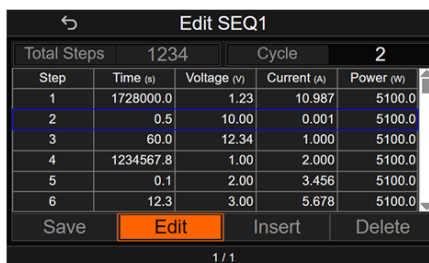 Edit SEQ1
Total Steps 1234 Cycle 2
Step Time (s) Voltage (V) Current (A) Power (W)
1 1728000.0 1.23 10.987 5100.0
2 0.5 10.00 0.001 5100.0
3 60.0 12.34 1.000 5100.0
4 1234567.8 1.00 2.000 5100.0
5 0.1 2.00 3.456 5100.0
6 12.3 3.00 5.678 5100.0
Save Edit Insert Delete
1 / 1